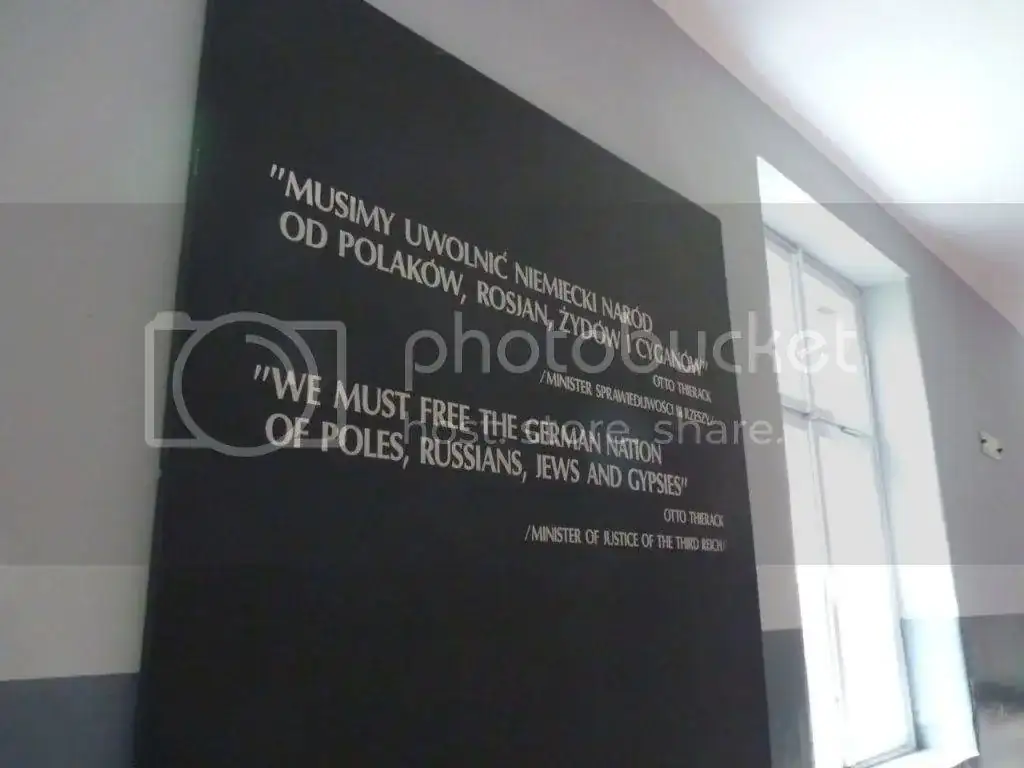 "MUSIMY UWOLNIĆ NIEMIECKI NARÓD
OD POLAKÓW, ROSJAN, ŻYDÓW I CYGANÓW"
OTTO THIERACK
/MINISTER SPRAWIEDLIWOŚCI III RZESZY/
"WE MUST FREE THE GERMAN NATION
OF POLES, RUSSIANS, JEWS AND GYPSIES"
OTTO THIERACK
/MINISTER OF JUSTICE OF THE THIRD REICH/
photobucket
host. store. share.